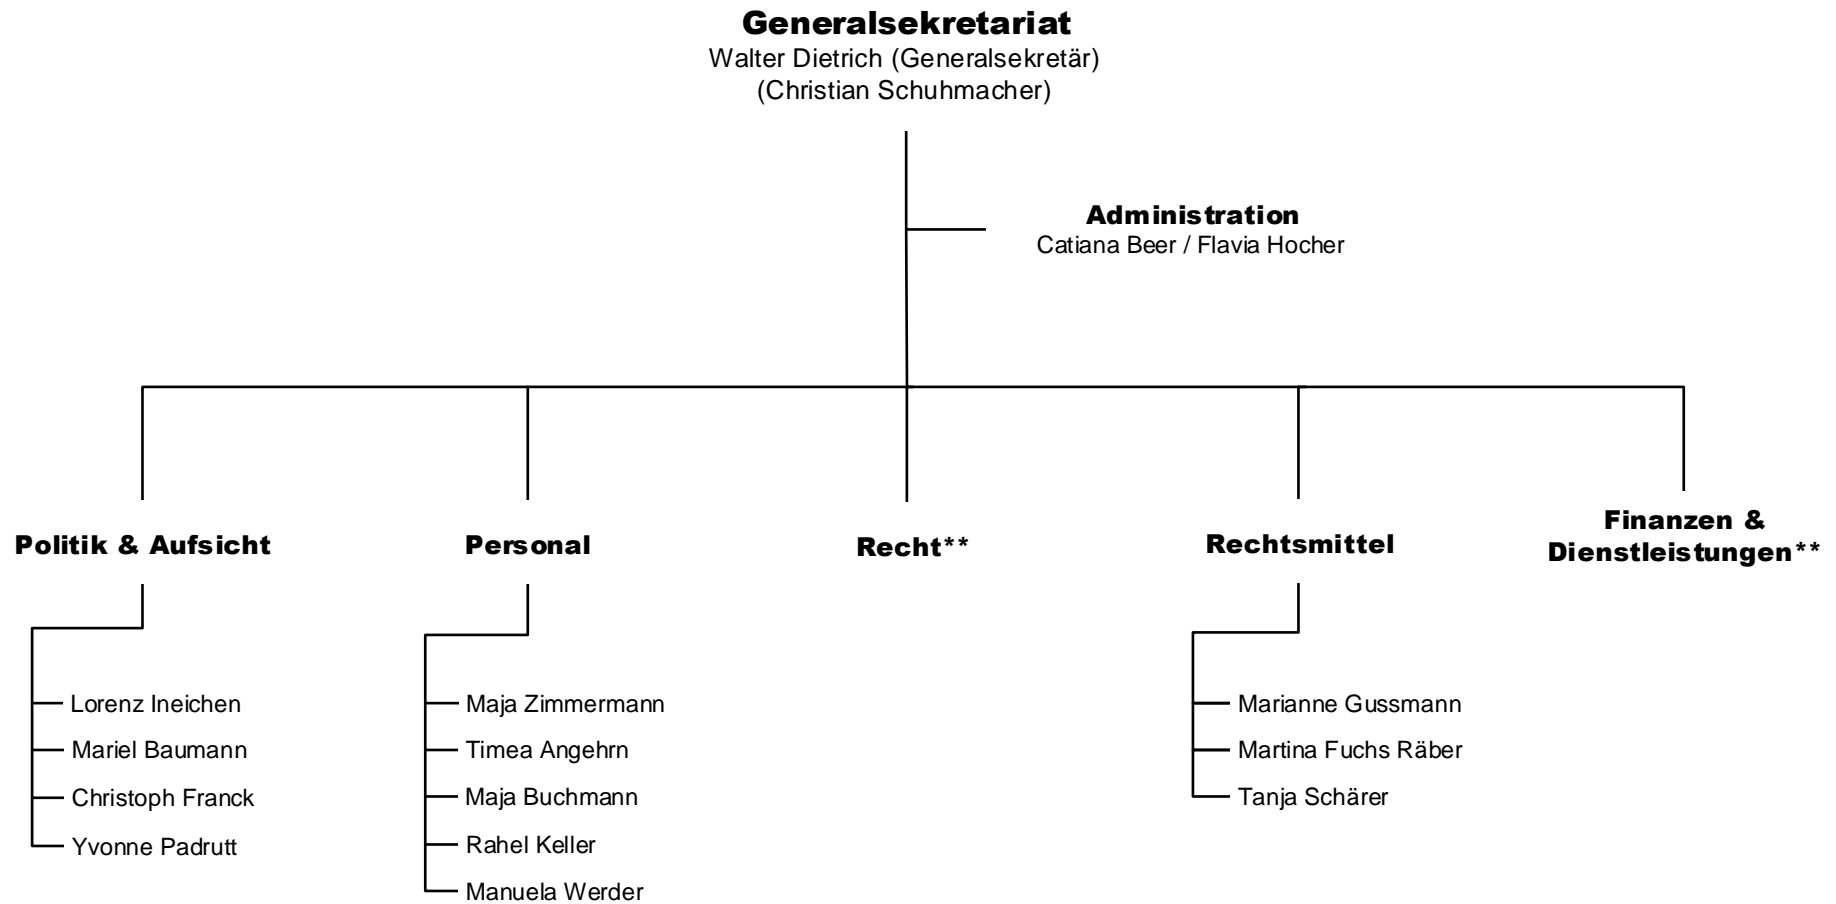 Generalsekretariat
Walter Dietrich (Generalsekretär)
(Christian Schuhmacher)
Administration
Catiana Beer / Flavia Hocher
Politik & Aufsicht
Lorenz Ineichen
Mariel Baumann
Christoph Franck
Yvonne Padrutt
Personal
Maja Zimmermann
Timea Angehrn
Maja Buchmann
Rahel Keller
Manuela Werder
Recht**
Rechtsmittel
Marianne Gussmann
Martina Fuchs Räber
Tanja Schärer
Finanzen &
Dienstleistungen**